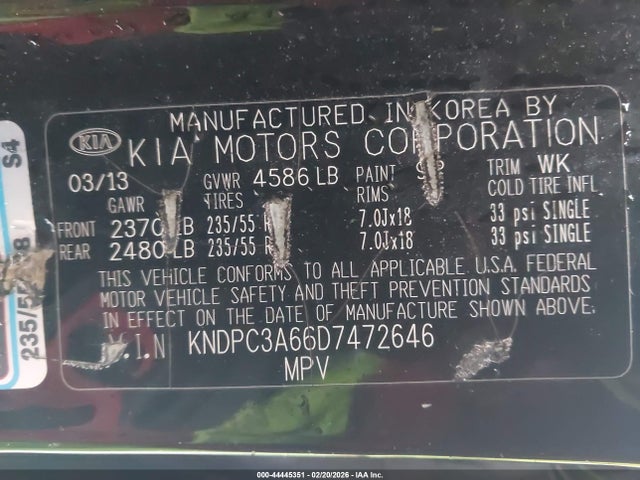 MANUFACTURED IN KOREA BY
KIA KIA MOTORS CORPORATION
03/13 GVWR 4586 LB PAINT TRIM WK
GAWR TIRES RIMS COLD TIRE INFL
FRONT 2370 LB 235/55 7.0Jx18 33 psi SINGLE
REAR 2480 LB 235/55 7.0Jx18 33 psi SINGLE
THIS VEHICLE CONFORMS TO ALL APPLICABLE U.S.A. FEDERAL
MOTOR VEHICLE SAFETY AND THEFT PREVENTION STANDARDS
IN EFFECT ON THE DATE OF MANUFACTURE SHOWN ABOVE.
V.I.N KNDPC3A66D7472646
MPV
S4
000-44445351 - 02/20/2026 - IAA Inc.